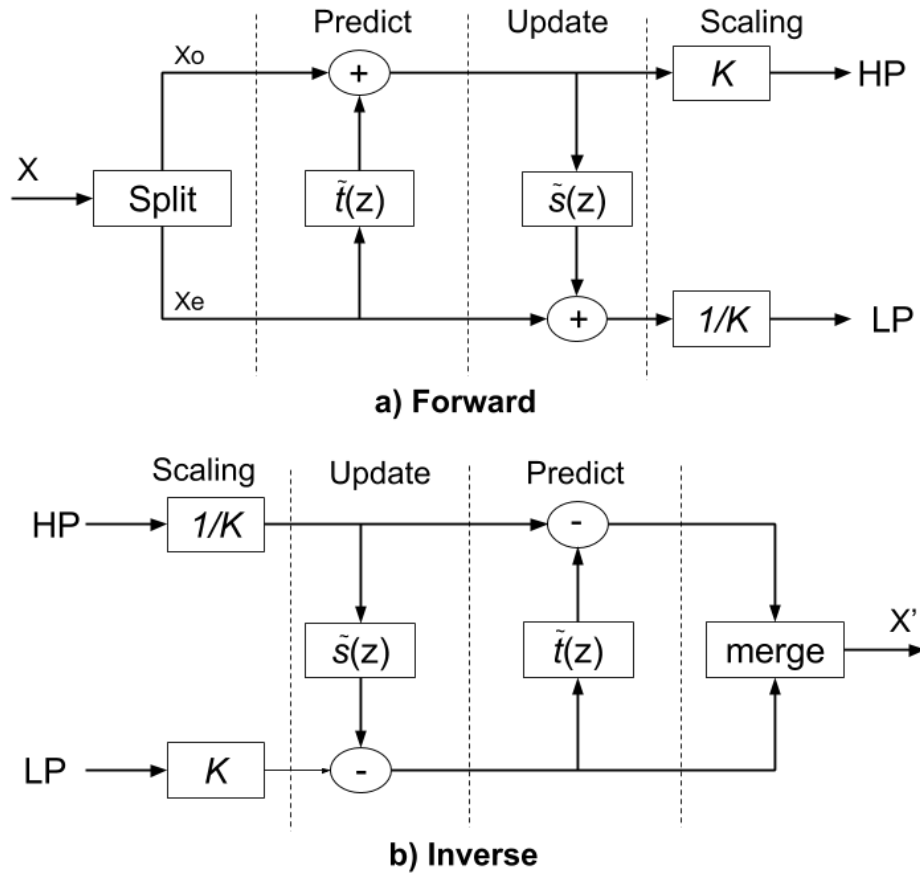 Predict
Update
Scaling
Xo
+
K
HP
X
Split
t̃(z)
s̃(z)
Xe
+
1/K
LP
a) Forward
Scaling
Update
Predict
HP
1/K
-
X’
s̃(z)
t̃(z)
merge
LP
K
-
b) Inverse